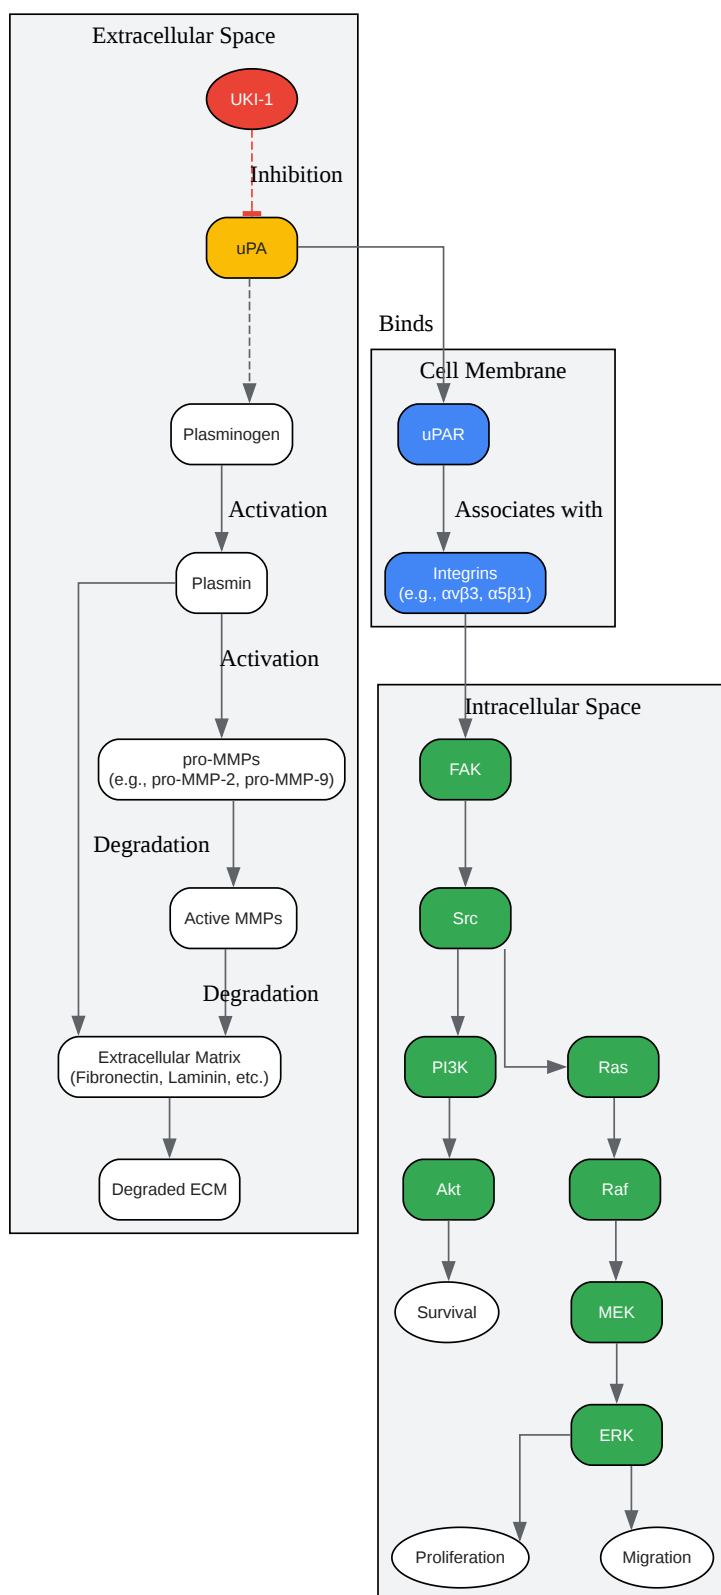 Extracellular Space
UKI-1
Inhibition
uPA
Binds
Cell Membrane
Plasminogen
uPAR
Activation
Associates with
Plasmin
Integrins
(e.g., αvβ3, α5β1)
Activation
Intracellular Space
pro-MMPs
(e.g., pro-MMP-2, pro-MMP-9)
FAK
Degradation
Active MMPs
Src
Degradation
Extracellular Matrix
(Fibronectin, Laminin, etc.)
PI3K
Ras
Degraded ECM
Akt
Raf
Survival
MEK
ERK
Proliferation
Migration